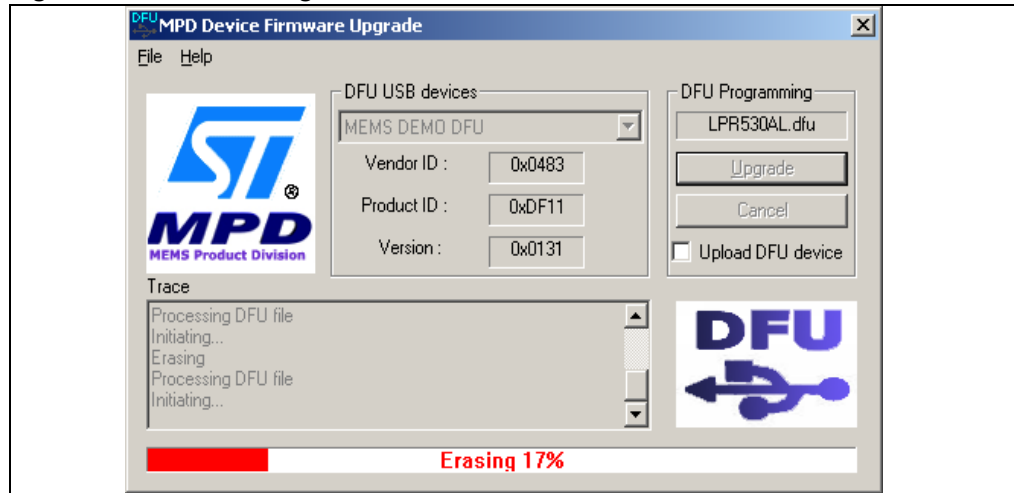 DFU MPD Device Firmware Upgrade
File Help
DFU USB devices
MEMS DEMO DFU
Vendor ID : 0x0483
Product ID : 0xDF11
Version : 0x0131
DFU Programming
LPR530AL.dfu
Upgrade
Cancel
Upload DFU device
ST ®
MPD
MEMS Product Division
Trace
Processing DFU file
Initiating...
Erasing
Processing DFU file
Initiating...
DFU
Erasing 17%